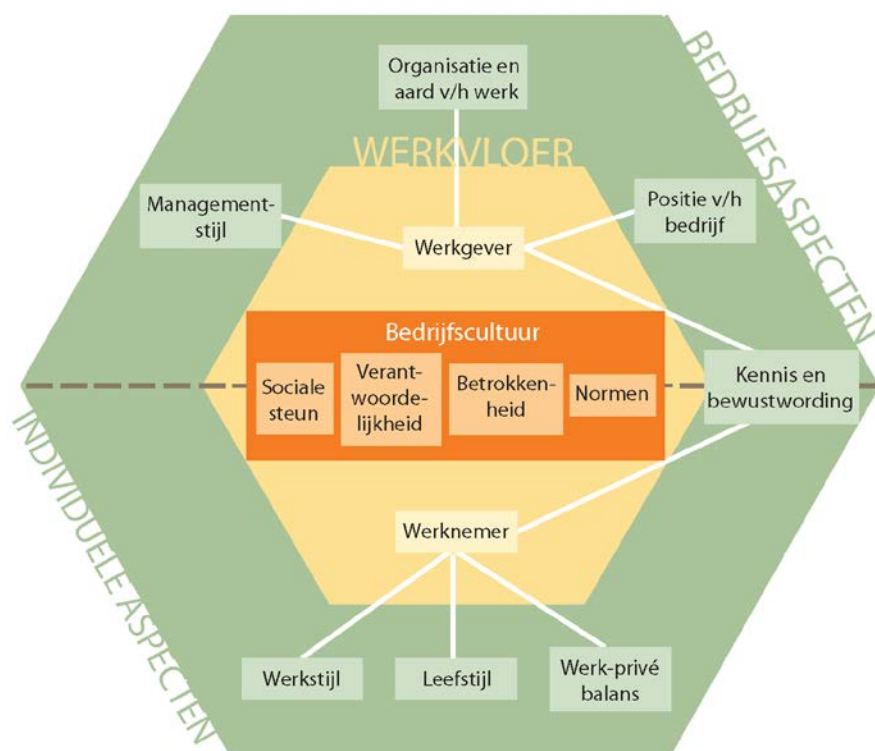 Organisatie en
aard v/h werk
BEDRIJFSASPECTEN
WERKVLOER
Management-
stijl
Positie v/h
bedrijf
Werkgever
Bedrijfscultuur
Sociale
steun
Verant-
woorde-
lijkheid
Betrokken-
heid
Normen
Kennis en
bewustwording
INDIVIDUELE ASPECTEN
Werknemer
Werkstijl
Leefstijl
Werk-privé
balans